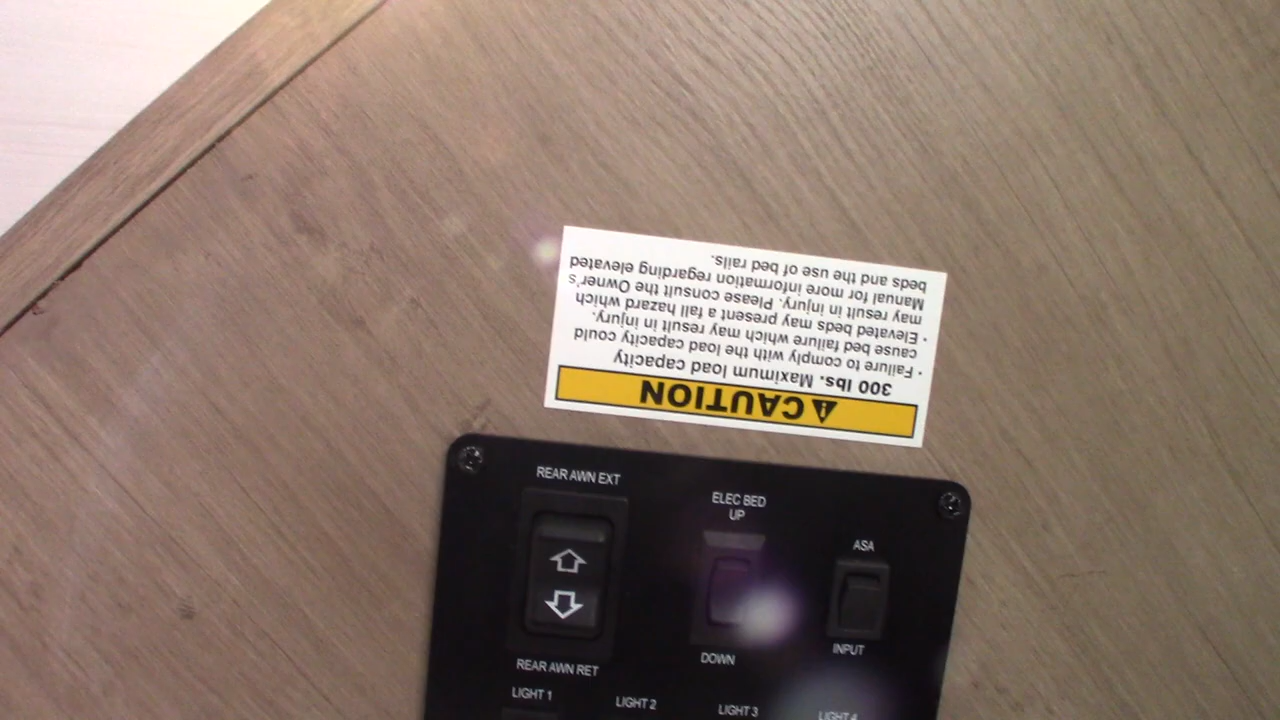 CAUTION
300 lbs. Maximum load capacity
• Failure to comply with the load capacity could
cause bed failure which may result in injury.
• Elevated beds may present a fall hazard which
may result in injury. Please consult the Owner's
Manual for more information regarding elevated
beds and the use of bed rails.
REAR AWN EXT
ELEC BED
UP
ASA
REAR AWN RET
DOWN
INPUT
LIGHT 1
LIGHT 2
LIGHT 3
LIGHT 4